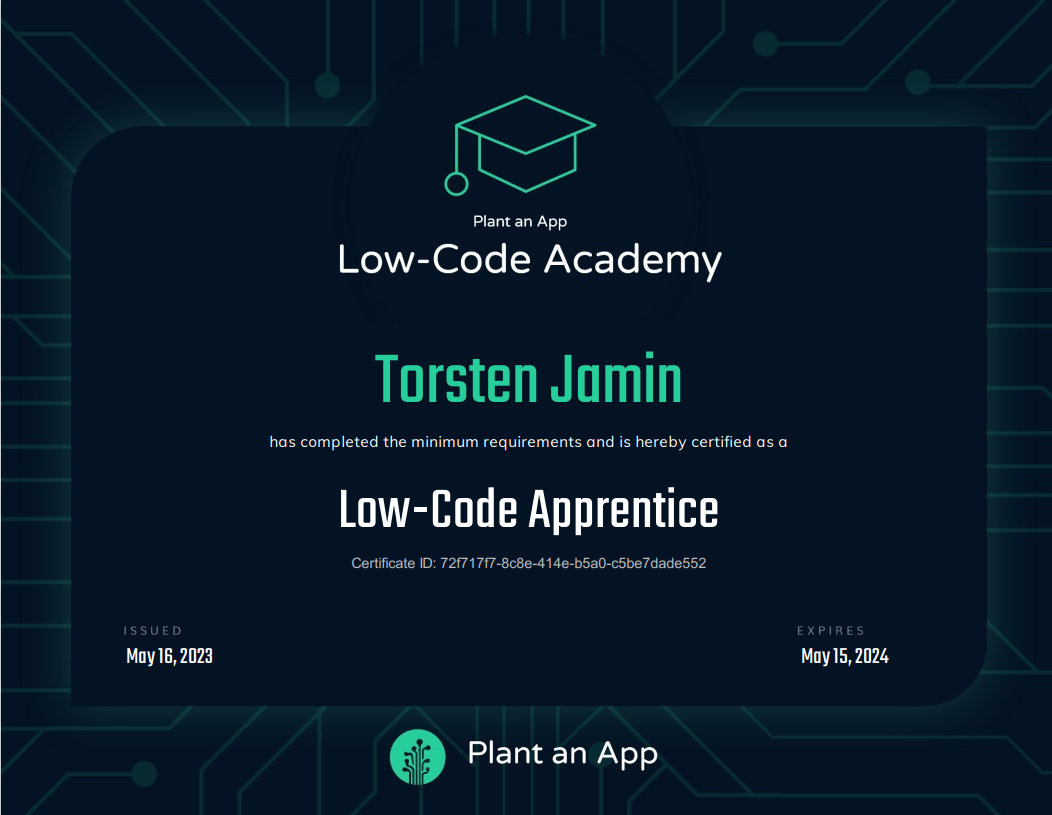 Plant an App
Low-Code Academy
Torsten Jamin
has completed the minimum requirements and is hereby certified as a
Low-Code Apprentice
Certificate ID: 72f717f7-8c8e-414e-b5a0-c5be7dade552
ISSUED
May 16, 2023
EXPIRES
May 15, 2024
Plant an App